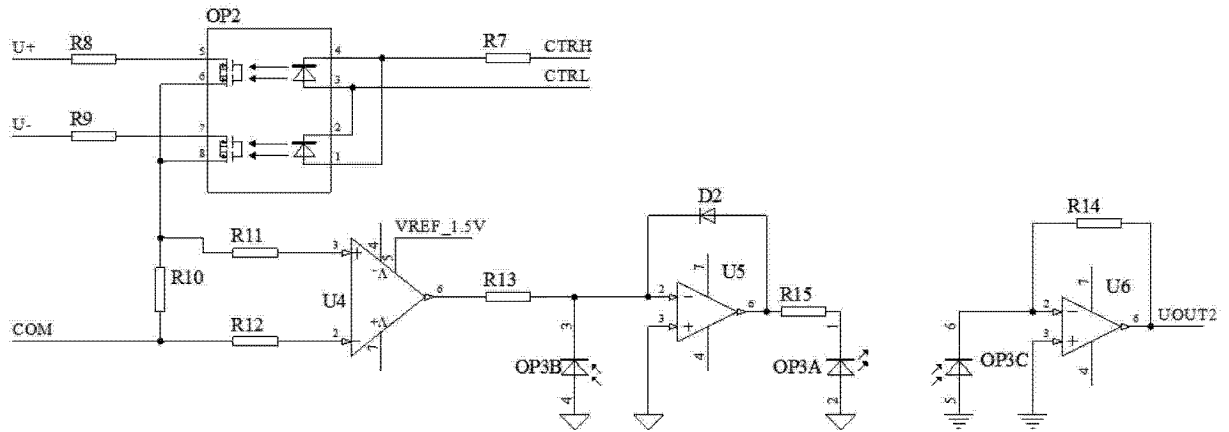 OP2
U+
R8
5
4
R7
CTRH
6
3
CTRL
U-
R9
7
2
8
1
D2
R14
VREF_1.5V
R11
3
+
4
5
V-
R10
U4
6
R13
2
-
7
U5
2
-
7
U6
COM
R12
2
-
V+
7
3
+
6
R15
1
3
+
6
UOUT2
3
OP3B
4
4
OP3A
2
6
OP3C
5
4